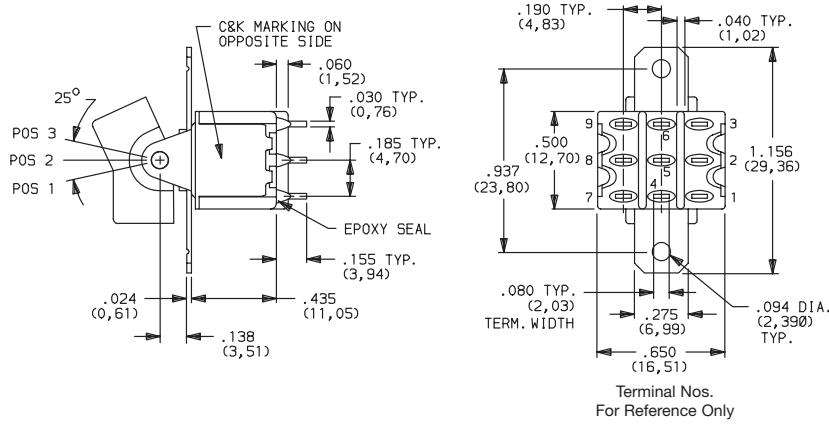 C&K MARKING ON
OPPOSITE SIDE
.060
(1,52)
.030 TYP.
(0,76)
25°
POS 3
POS 2
POS 1
.185 TYP.
(4,70)
EPOXY SEAL
.155 TYP.
(3,94)
.024
(0,61)
.435
(11,05)
.138
(3,51)
.190 TYP.
(4,83)
.040 TYP.
(1,02)
9
6
3
.500
(12,70)
.937
(23,80)
8
5
2
1.156
(29,36)
7
4
1
.080 TYP.
(2,03)
TERM. WIDTH
.275
(6,99)
.094 DIA.
(2,39Ø)
TYP.
.650
(16,51)
Terminal Nos.
For Reference Only